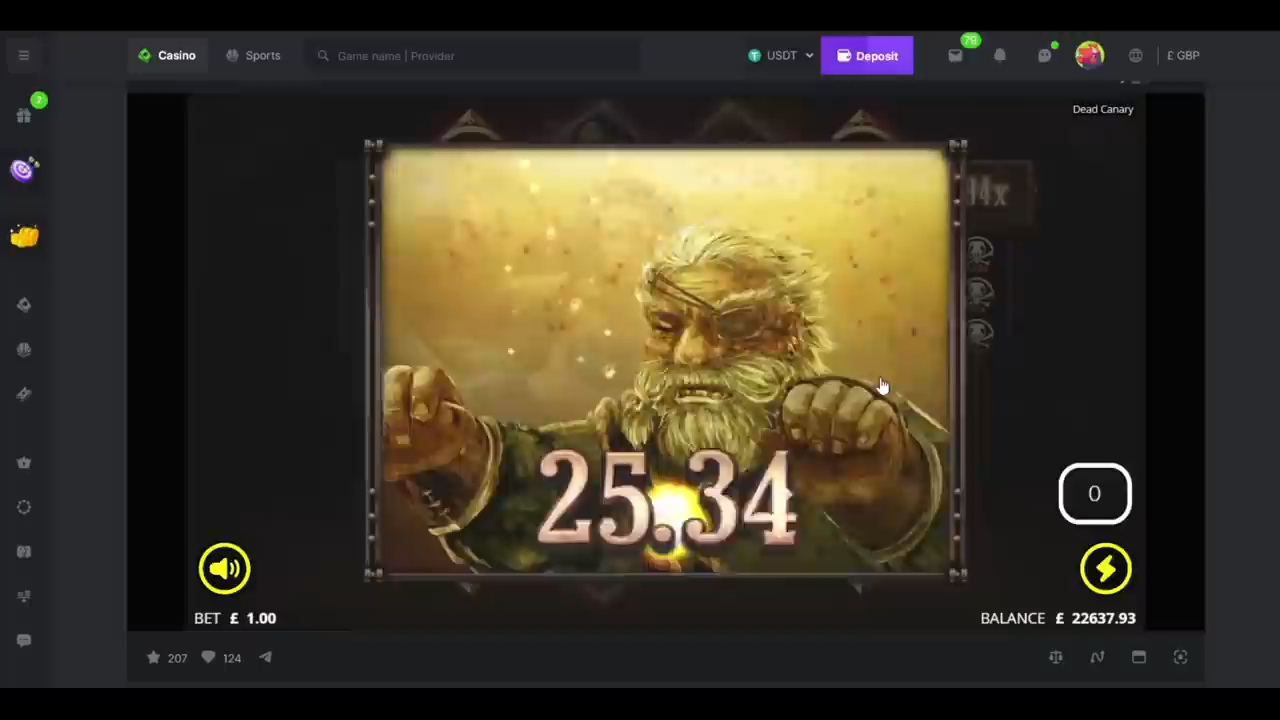 Casino
Sports
Game name | Provider
USDT
Deposit
79
£ GBP
7
Dead Canary
25.34
0
BET £ 1.00
BALANCE £ 22637.93
207
124